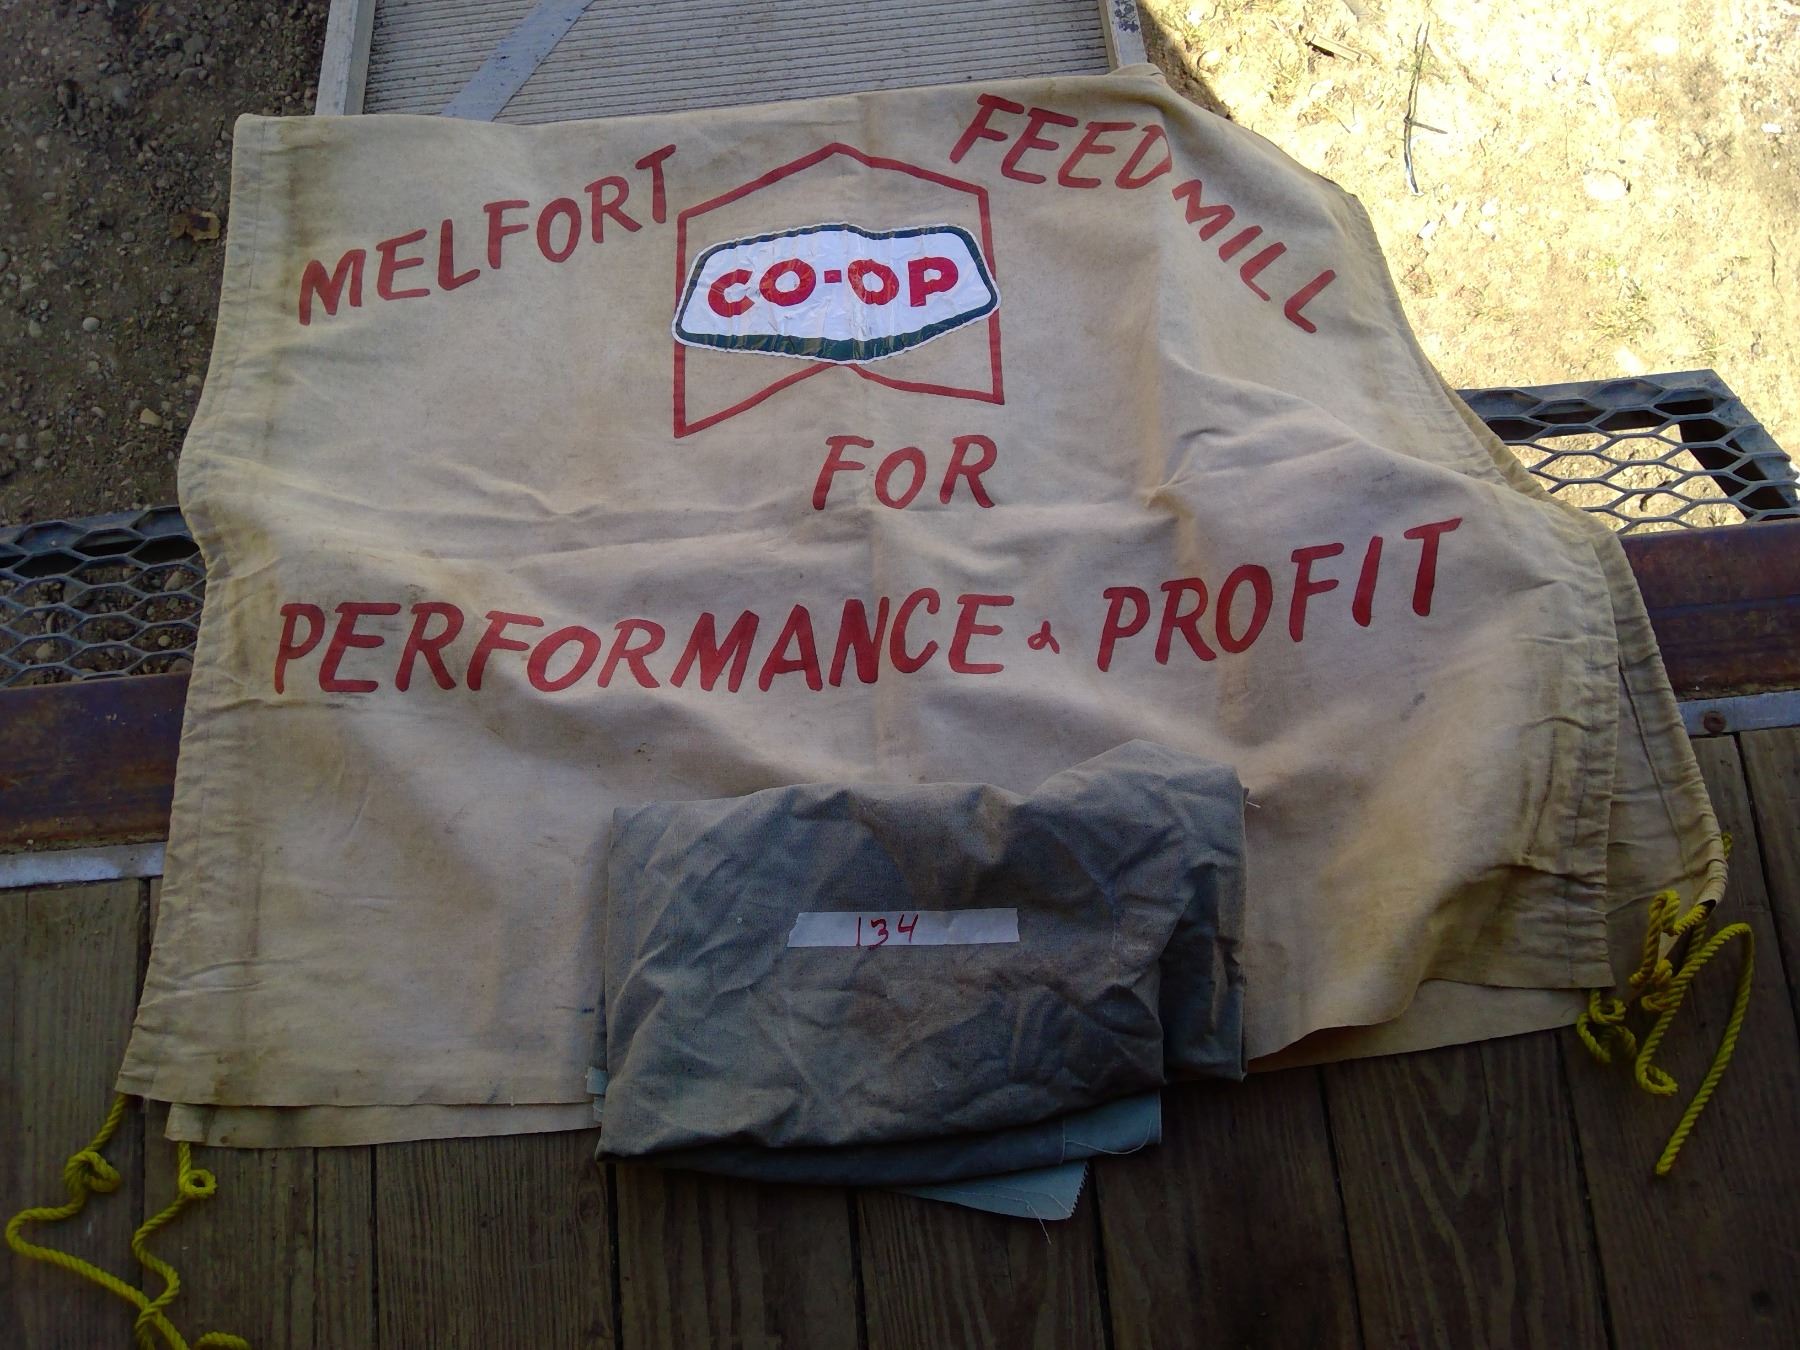 MELFORT CO-OP FEED MILL
FOR
PERFORMANCE & PROFIT
134